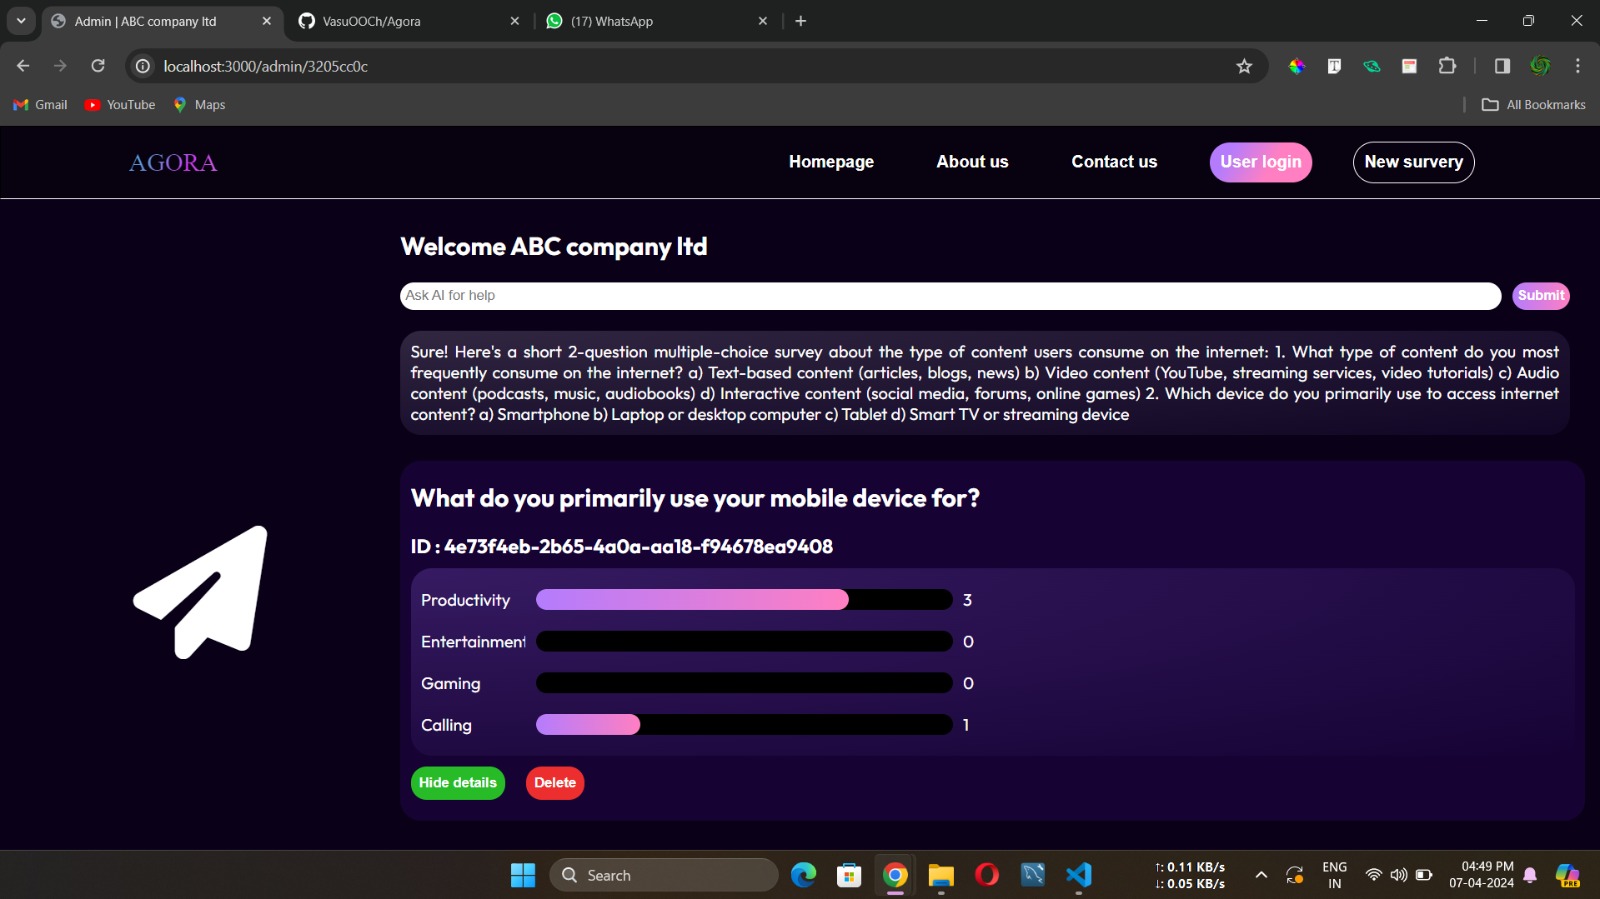 Admin | ABC company ltd
VasuOOCh/Agora
(17) WhatsApp
localhost:3000/admin/3205cc0c
Gmail
YouTube
Maps
All Bookmarks
AGORA
Homepage
About us
Contact us
User login
New survery
Welcome ABC company ltd
Ask AI for help
Submit
Sure! Here's a short 2-question multiple-choice survey about the type of content users consume on the internet: 1. What type of content do you most
frequently consume on the internet? a) Text-based content (articles, blogs, news) b) Video content (YouTube, streaming services, video tutorials) c) Audio
content (podcasts, music, audiobooks) d) Interactive content (social media, forums, online games) 2. Which device do you primarily use to access internet
content? a) Smartphone b) Laptop or desktop computer c) Tablet d) Smart TV or streaming device
What do you primarily use your mobile device for?
ID : 4e73f4eb-2b65-4a0a-aa18-f94678ea9408
Productivity 3
Entertainment 0
Gaming 0
Calling 1
Hide details
Delete
Search
↑: 0.11 KB/s
↓: 0.05 KB/s
ENG
IN
04:49 PM
07-04-2024
PRE